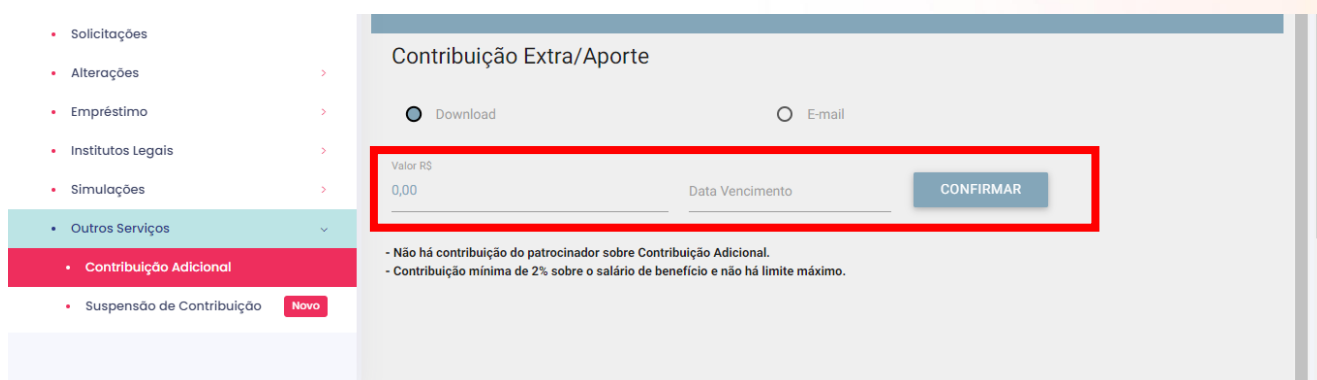 Solicitações
Alterações
Empréstimo
Institutos Legais
Simulações
Outros Serviços
Contribuição Adicional
Suspensão de Contribuição Novo
Contribuição Extra/Aporte
Download E-mail
Valor R$
0,00 Data Vencimento CONFIRMAR
- Não há contribuição do patrocinador sobre Contribuição Adicional.
- Contribuição mínima de 2% sobre o salário de benefício e não há limite máximo.